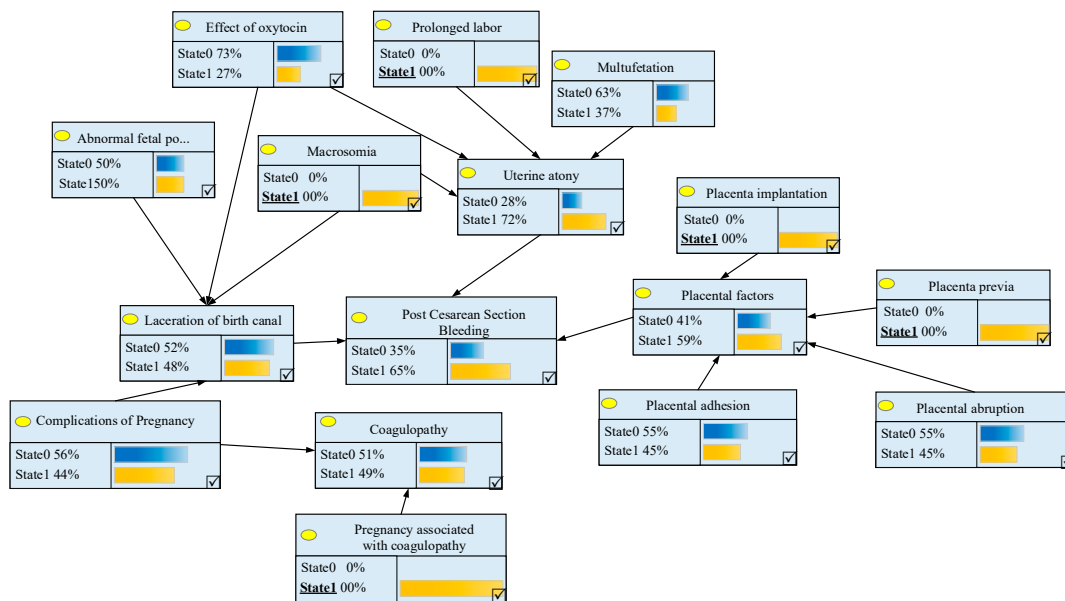 Effect of oxytocin
State0 73%
State1 27%
Prolonged labor
State0 0%
State1 00%
Multufetation
State0 63%
State1 37%
Abnormal fetal po...
State0 50%
State150%
Macrosomia
State0 0%
State1 00%
Uterine atony
State0 28%
State1 72%
Placenta implantation
State0 0%
State1 00%
Laceration of birth canal
State0 52%
State1 48%
Post Cesarean Section
Bleeding
State0 35%
State1 65%
Placental factors
State0 41%
State1 59%
Placenta previa
State0 0%
State1 00%
Complications of Pregnancy
State0 56%
State1 44%
Coagulopathy
State0 51%
State1 49%
Placental adhesion
State0 55%
State1 45%
Placental abruption
State0 55%
State1 45%
Pregnancy associated
with coagulopathy
State0 0%
State1 00%